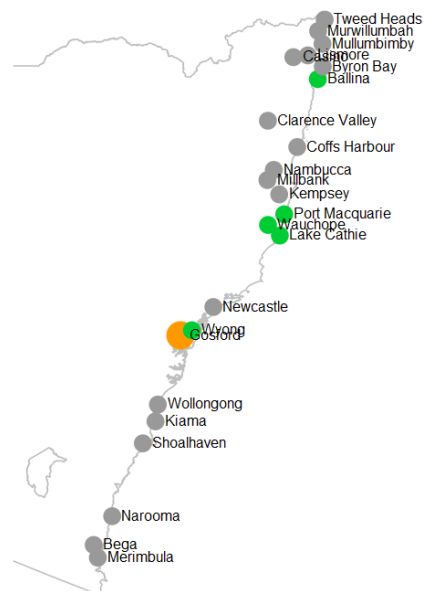 Tweed Heads
Murwillumbah
Mullumbimby
Lismore
Casino
Byron Bay
Ballina
Clarence Valley
Coffs Harbour
Nambucca
Millbank
Kempsey
Port Macquarie
Wauchope
Lake Cathie
Newcastle
Wyong
Gosford
Wollongong
Kiama
Shoalhaven
Narooma
Bega
Merimbula